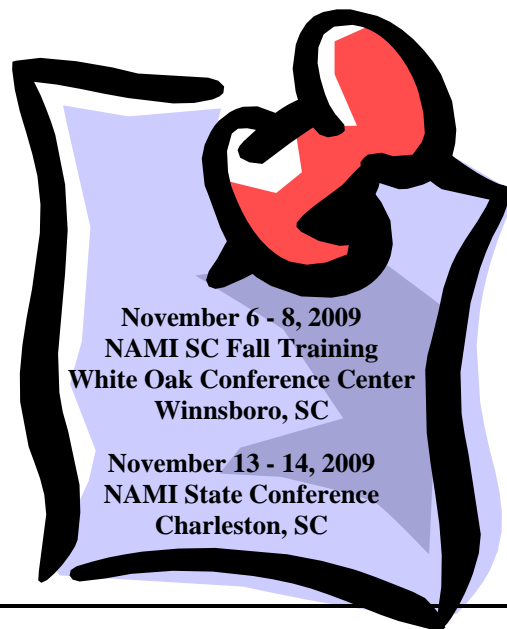 November 6 - 8, 2009
NAMI SC Fall Training
White Oak Conference Center
Winnsboro, SC
November 13 - 14, 2009
NAMI State Conference
Charleston, SC